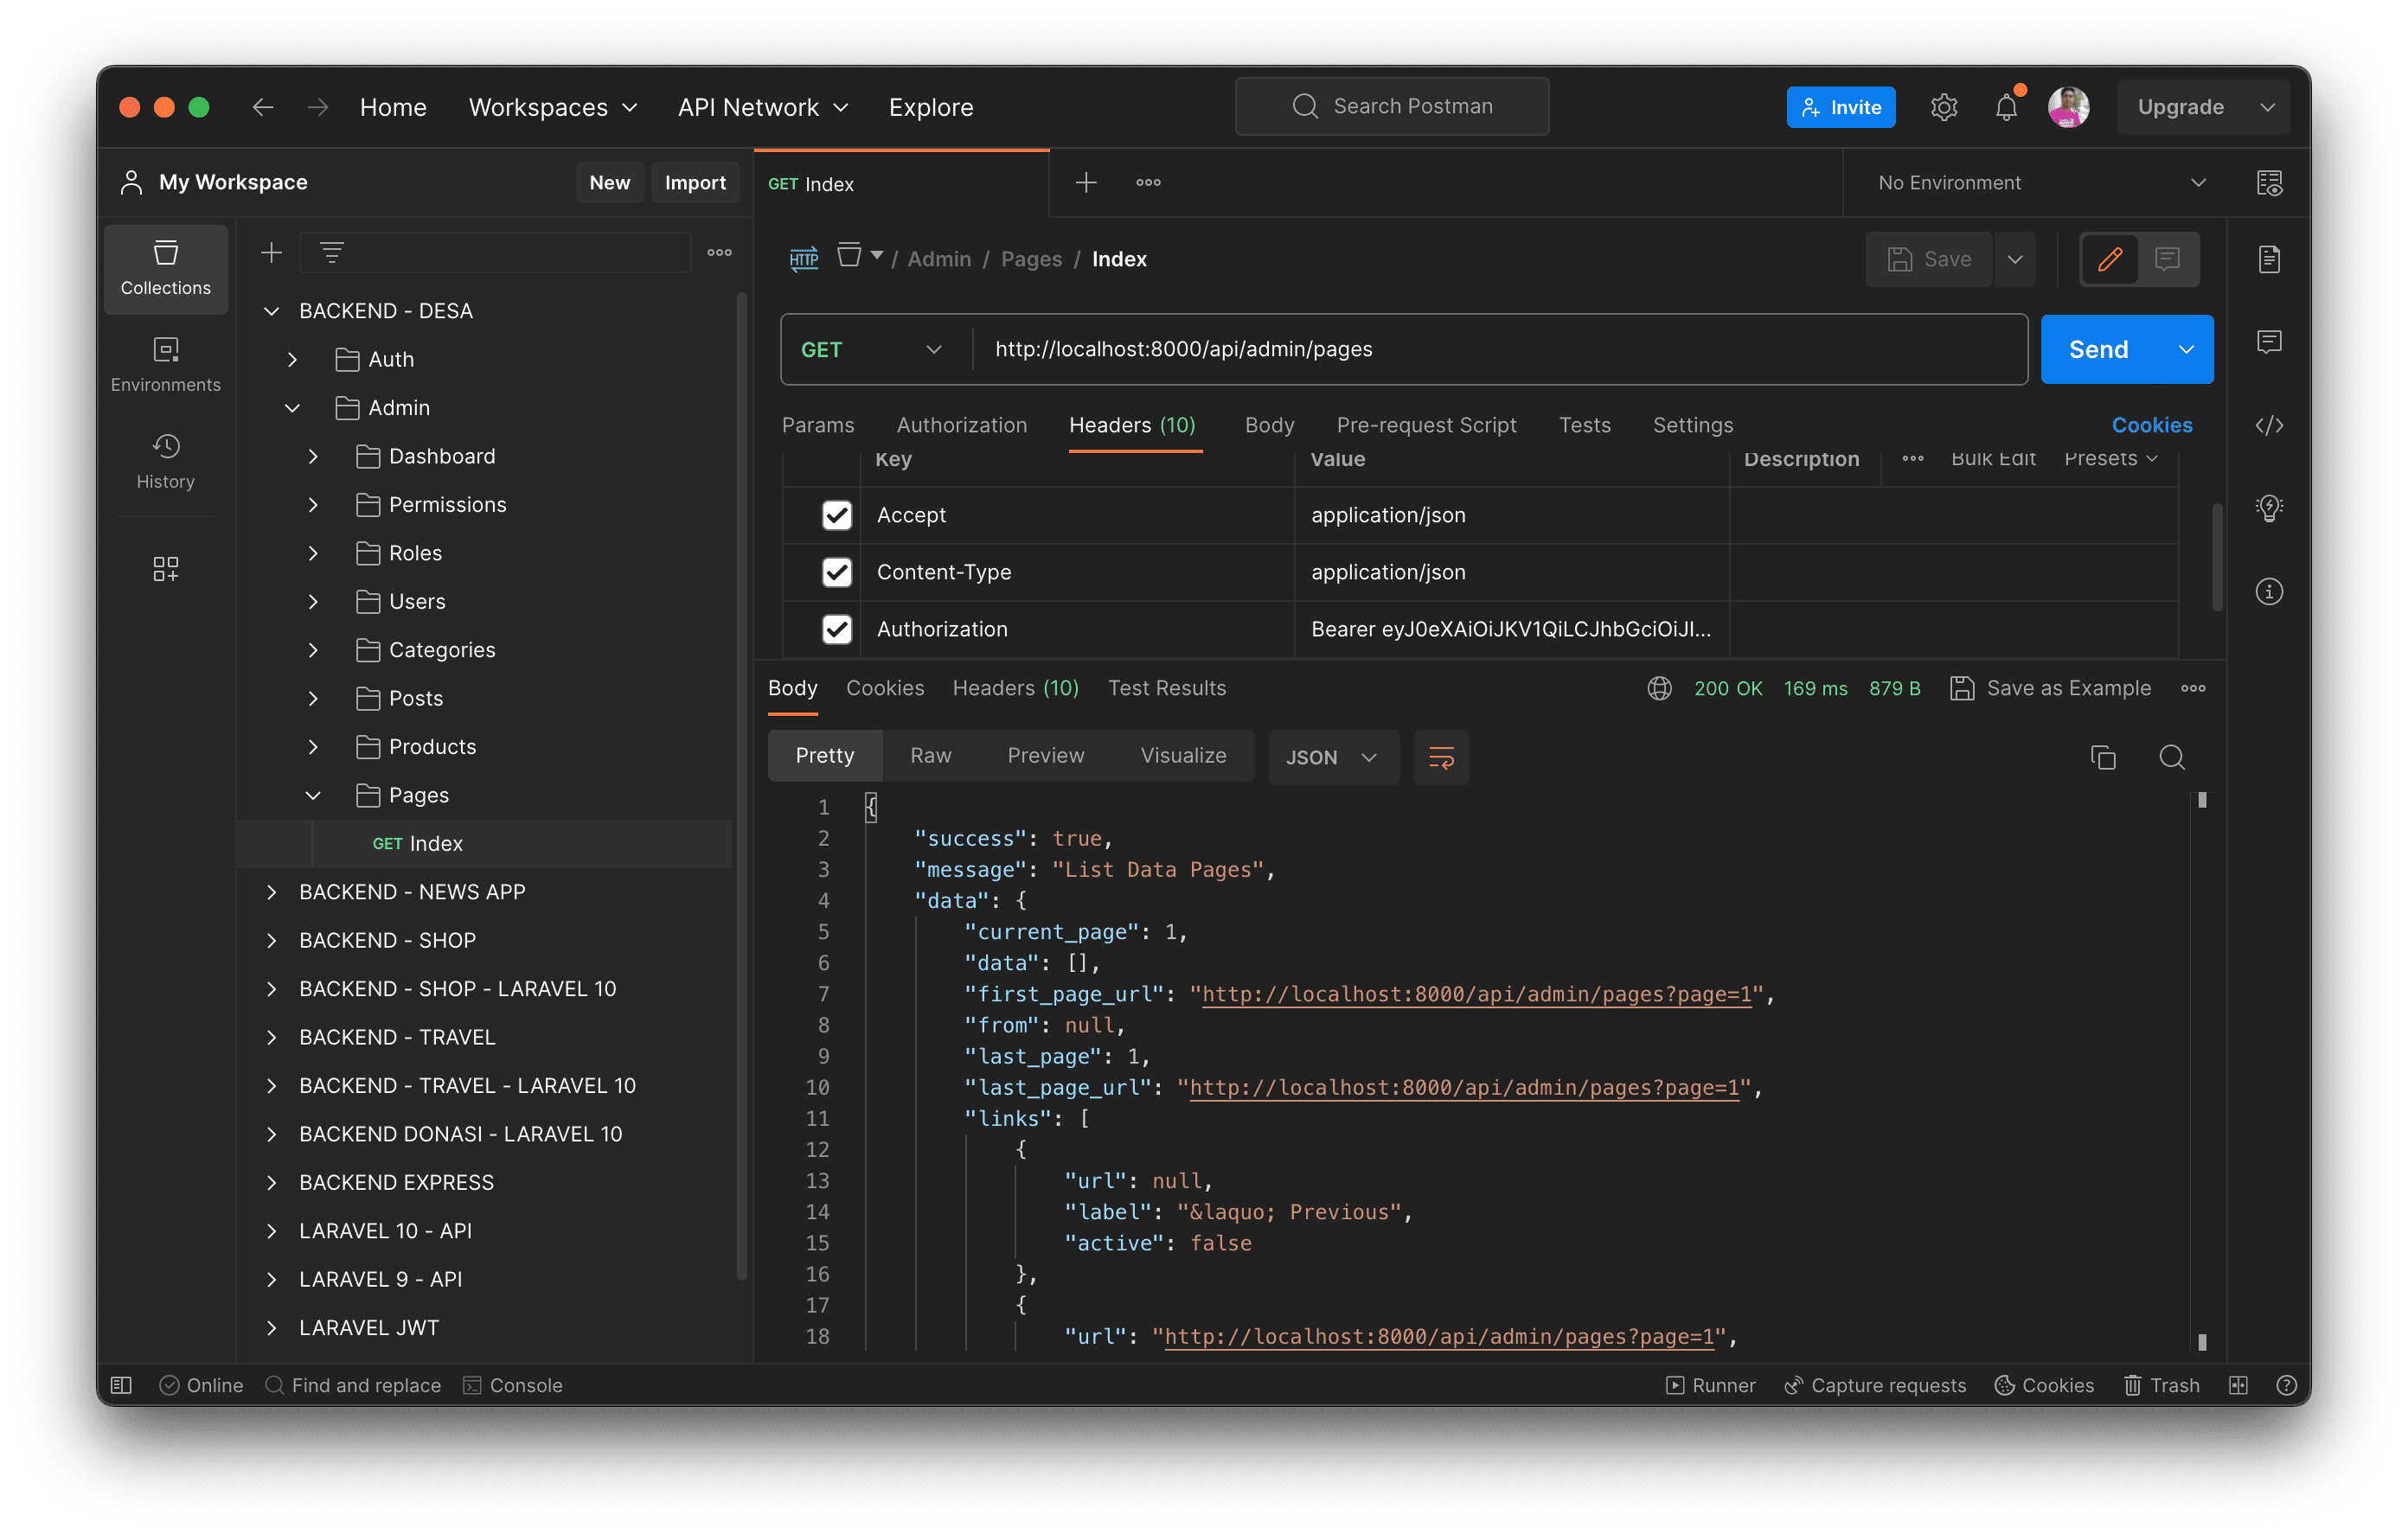 Home Workspaces API Network Explore Search Postman Invite Upgrade
My Workspace New Import
GET Index No Environment
Collections
Environments
History
BACKEND - DESA
Auth
Admin
Dashboard
Permissions
Roles
Users
Categories
Posts
Products
Pages
GET Index
BACKEND - NEWS APP
BACKEND - SHOP
BACKEND - SHOP - LARAVEL 10
BACKEND - TRAVEL
BACKEND - TRAVEL - LARAVEL 10
BACKEND DONASI - LARAVEL 10
BACKEND EXPRESS
LARAVEL 10 - API
LARAVEL 9 - API
LARAVEL JWT
HTTP / Admin / Pages / Index Save
GET http://localhost:8000/api/admin/pages Send
Params Authorization Headers (10) Body Pre-request Script Tests Settings Cookies
Key Value Description Bulk Edit Presets
Accept application/json
Content-Type application/json
Authorization Bearer eyJ0eXAiOiJKV1QiLCJhbGciOiJI...
Body Cookies Headers (10) Test Results 200 OK 169 ms 879 B Save as Example
Pretty Raw Preview Visualize JSON
1 {
2 "success": true,
3 "message": "List Data Pages",
4 "data": {
5 "current_page": 1,
6 "data": [],
7 "first_page_url": "http://localhost:8000/api/admin/pages?page=1",
8 "from": null,
9 "last_page": 1,
10 "last_page_url": "http://localhost:8000/api/admin/pages?page=1",
11 "links": [
12 {
13 "url": null,
14 "label": "&laquo; Previous",
15 "active": false
16 },
17 {
18 "url": "http://localhost:8000/api/admin/pages?page=1",
Online Find and replace Console Runner Capture requests Cookies Trash